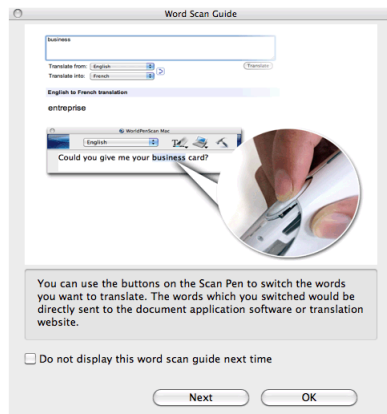 Word Scan Guide
business
Translate from: English
Translate into: French
Translate
English to French translation
entreprise
WorldPenScan Mac
English
Could you give me your business card?
You can use the buttons on the Scan Pen to switch the words
you want to translate. The words which you switched would be
directly sent to the document application software or translation
website.
Do not display this word scan guide next time
Next OK